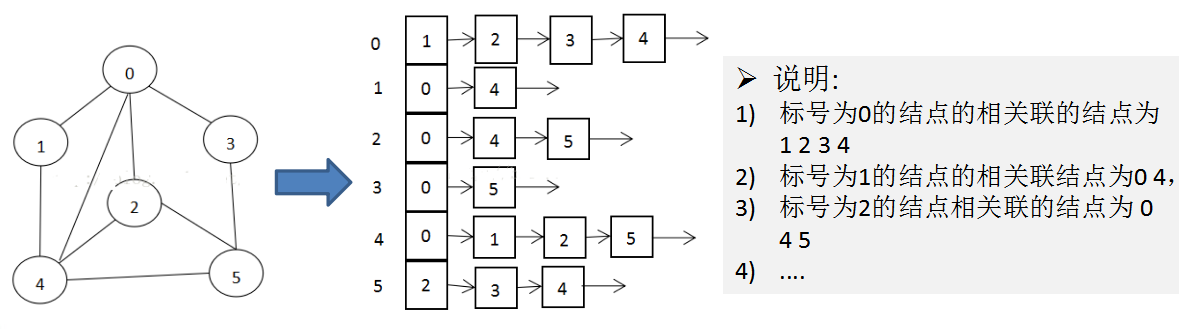 0
1
3
2
4
5
0 1 2 3 4
1 0 4
2 0 4 5
3 0 5
4 0 1 2 5
5 2 3 4
➢ 说明:
1) 标号为0的结点的相关联的结点为
1 2 3 4
2) 标号为1的结点的相关联结点为0 4,
3) 标号为2的结点相关联的结点为 0
4 5
4) ....